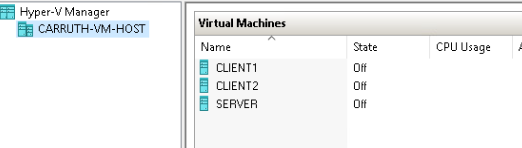 Hyper-V Manager
CARRUTH-VM-HOST
Virtual Machines
Name State CPU Usage
CLIENT1 Off
CLIENT2 Off
SERVER Off